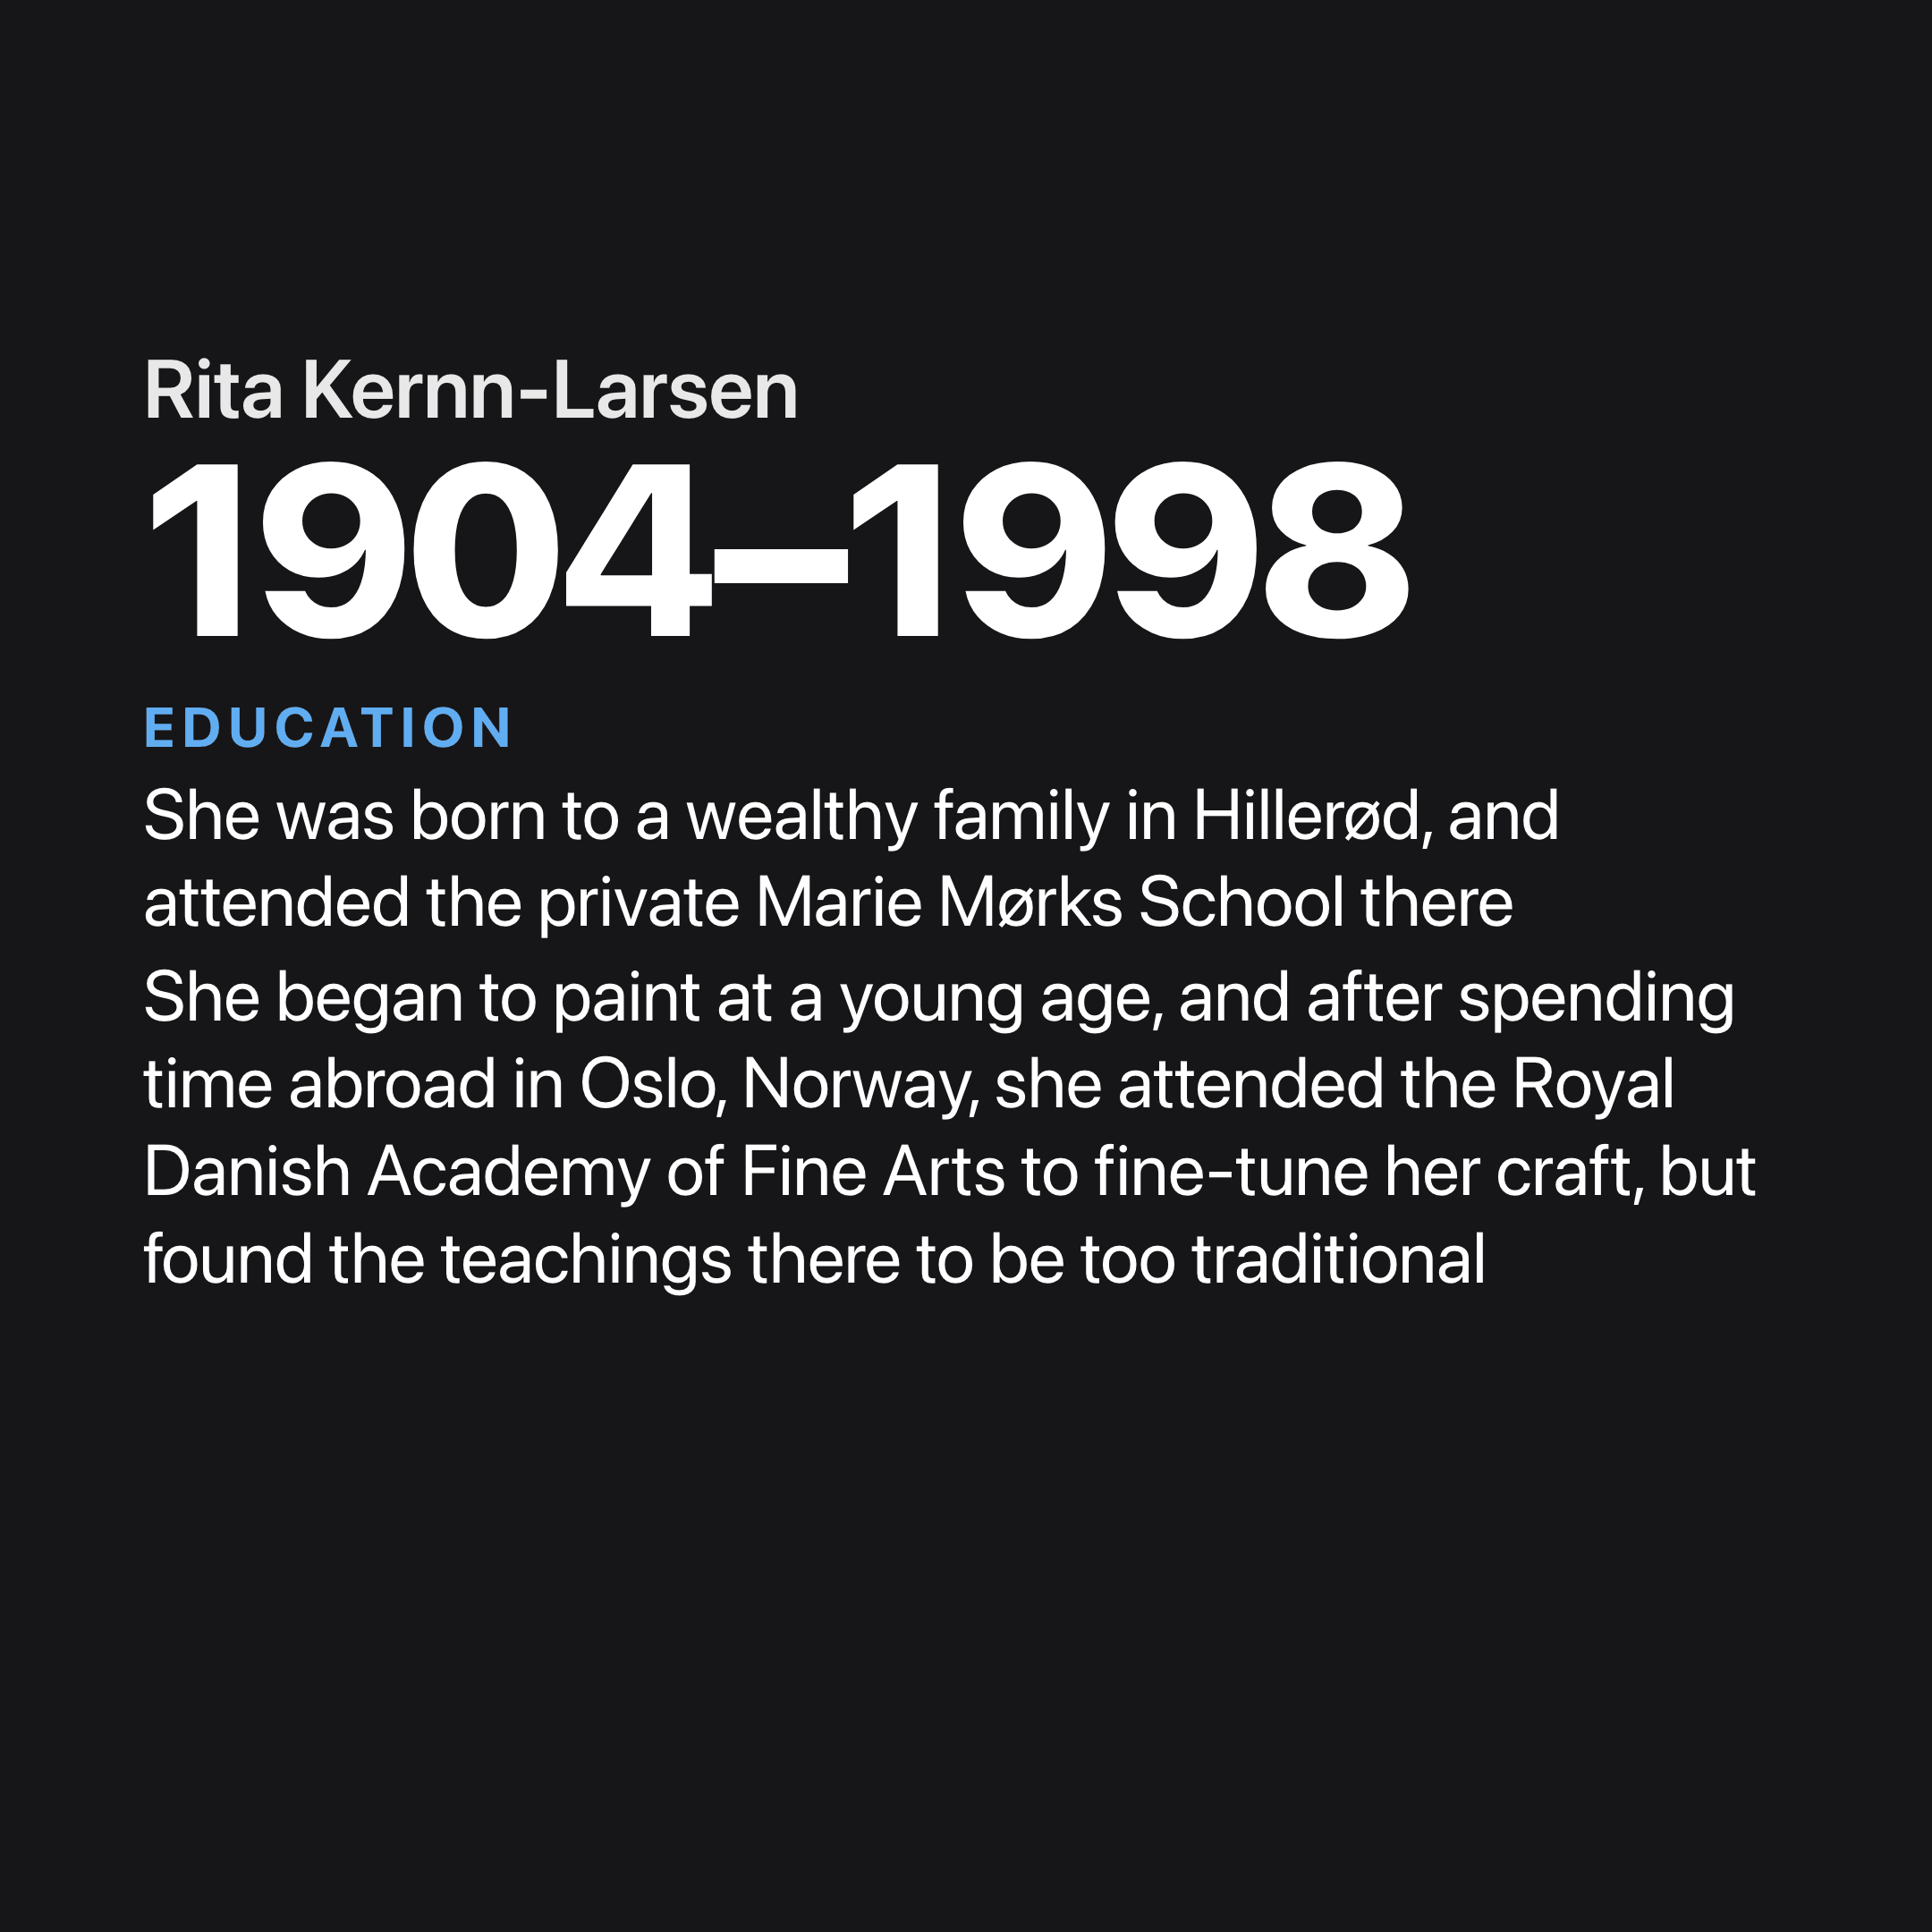 Rita Kernn-Larsen
1904–1998
EDUCATION
She was born to a wealthy family in Hillerød, and
attended the private Marie Mørks School there
She began to paint at a young age, and after spending
time abroad in Oslo, Norway, she attended the Royal
Danish Academy of Fine Arts to fine-tune her craft, but
found the teachings there to be too traditional